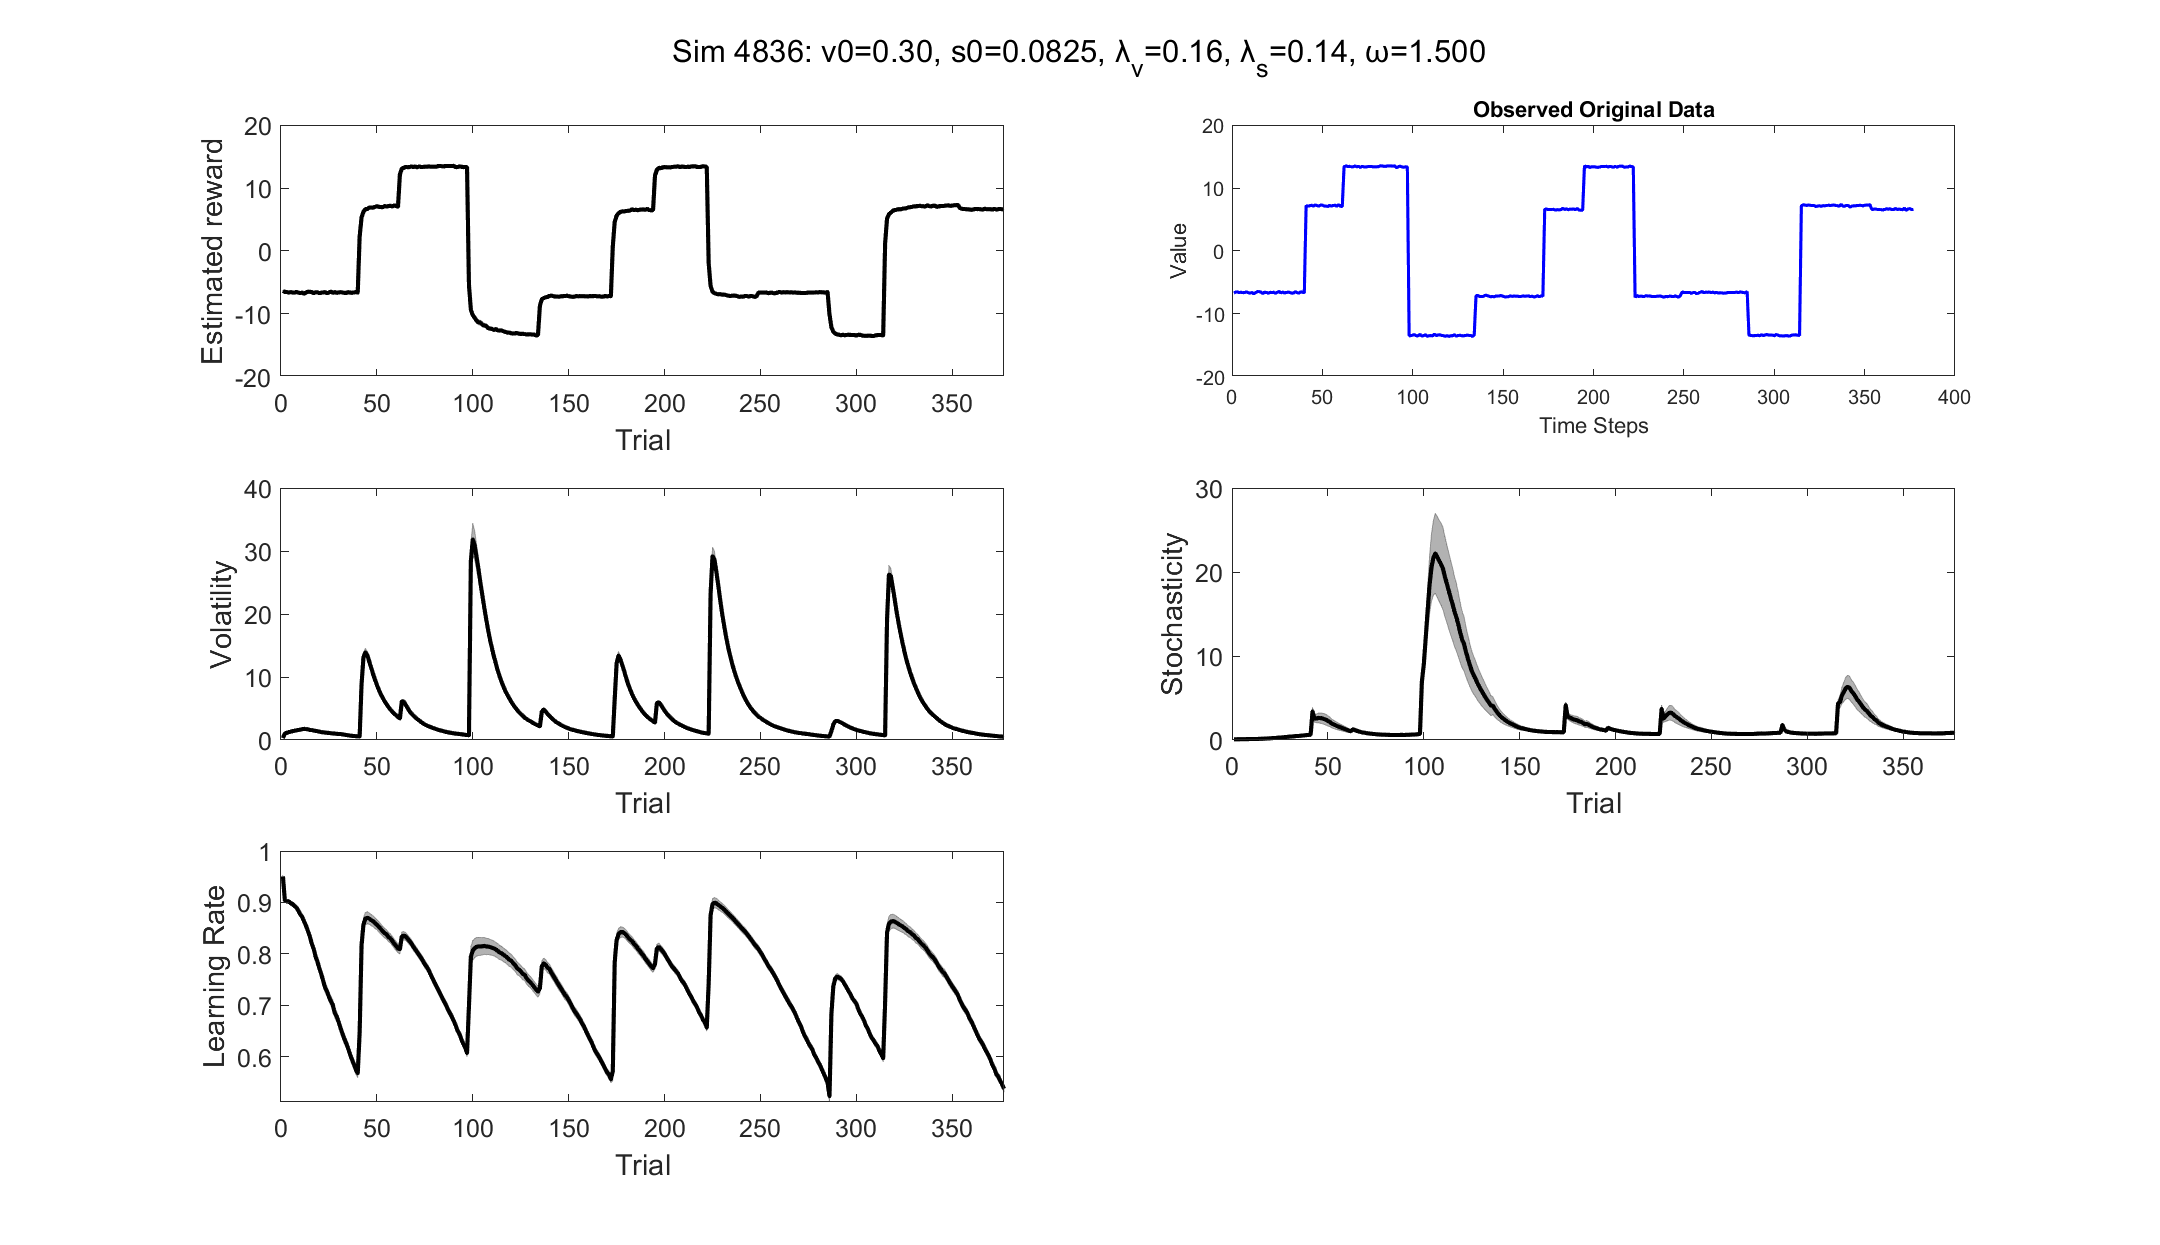 Sim 4836: v0=0.30, s0=0.0825, λv=0.16, λs=0.14, ω=1.500
Estimated reward
20
10
0
-10
-20
0 50 100 150 200 250 300 350
Trial
Observed Original Data
Value
20
10
0
-10
-20
0 50 100 150 200 250 300 350 400
Time Steps
Volatility
40
30
20
10
0
0 50 100 150 200 250 300 350
Trial
Stochasticity
30
20
10
0
0 50 100 150 200 250 300 350
Trial
Learning Rate
1
0.9
0.8
0.7
0.6
0 50 100 150 200 250 300 350
Trial